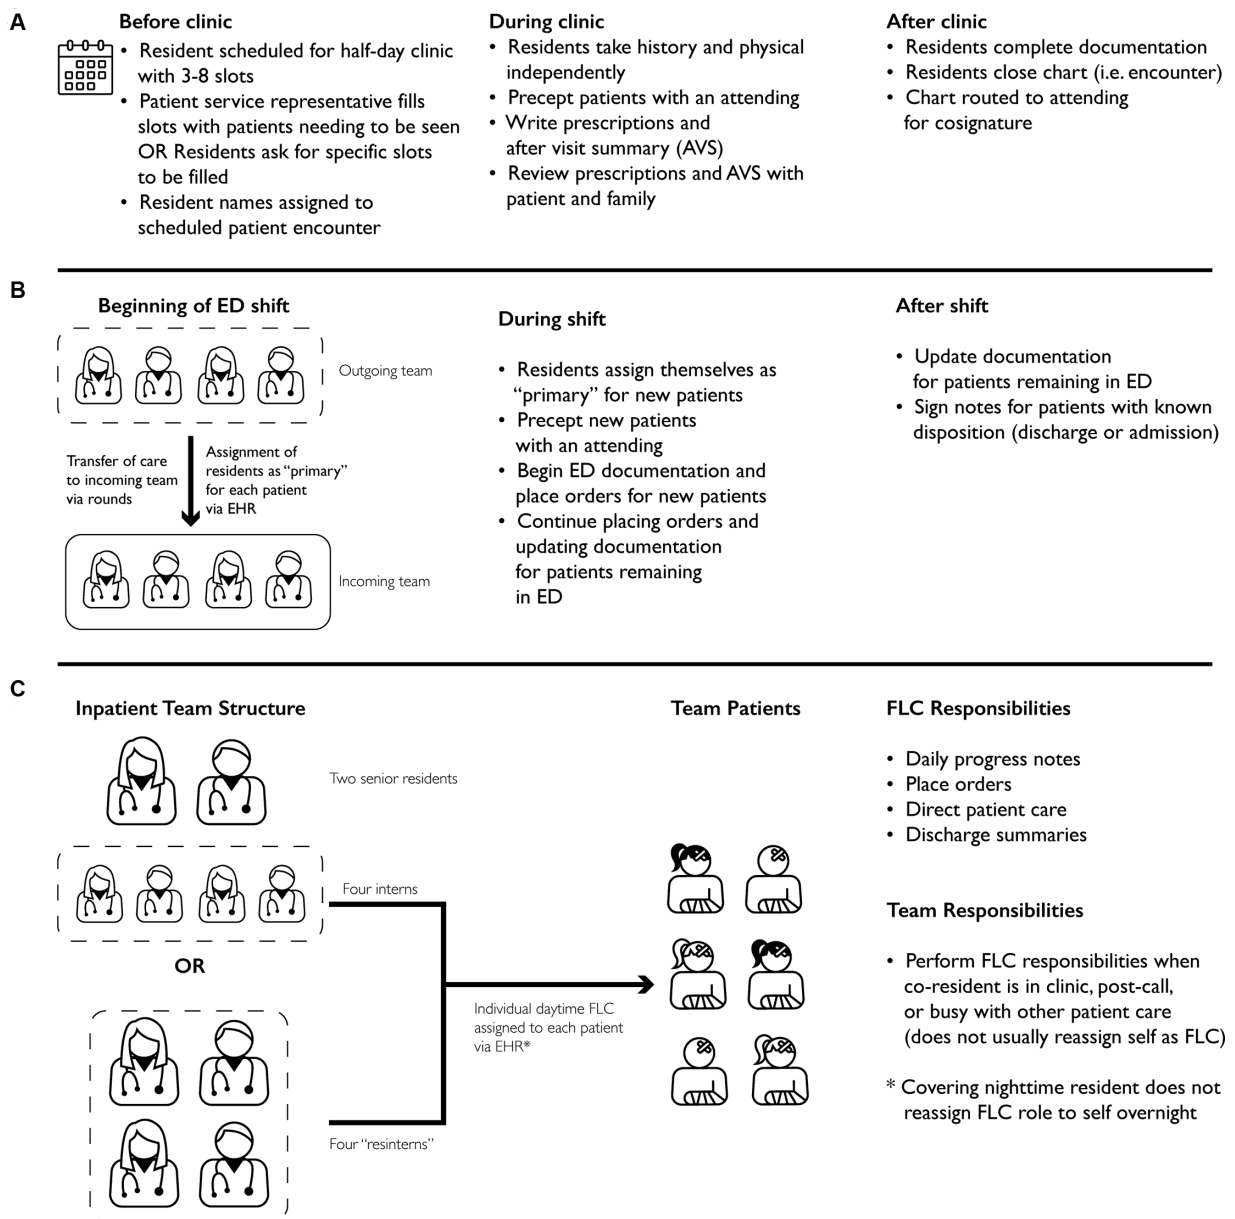 A
Before clinic
• Resident scheduled for half-day clinic
with 3-8 slots
• Patient service representative fills
slots with patients needing to be seen
OR Residents ask for specific slots
to be filled
• Resident names assigned to
scheduled patient encounter
During clinic
• Residents take history and physical
independently
• Precept patients with an attending
• Write prescriptions and
after visit summary (AVS)
• Review prescriptions and AVS with
patient and family
After clinic
• Residents complete documentation
• Residents close chart (i.e. encounter)
• Chart routed to attending
for cosignature
B
Beginning of ED shift
Outgoing team
Transfer of care
to incoming team
via rounds
Assignment of
residents as “primary”
for each patient
via EHR
Incoming team
During shift
• Residents assign themselves as
“primary” for new patients
• Precept new patients
with an attending
• Begin ED documentation and
place orders for new patients
• Continue placing orders and
updating documentation
for patients remaining
in ED
After shift
• Update documentation
for patients remaining in ED
• Sign notes for patients with known
disposition (discharge or admission)
C
Inpatient Team Structure
Two senior residents
Four interns
OR
Four “resinterns”
Individual daytime FLC
assigned to each patient
via EHR*
Team Patients
FLC Responsibilities
• Daily progress notes
• Place orders
• Direct patient care
• Discharge summaries
Team Responsibilities
• Perform FLC responsibilities when
co-resident is in clinic, post-call,
or busy with other patient care
(does not usually reassign self as FLC)
* Covering nighttime resident does not
reassign FLC role to self overnight